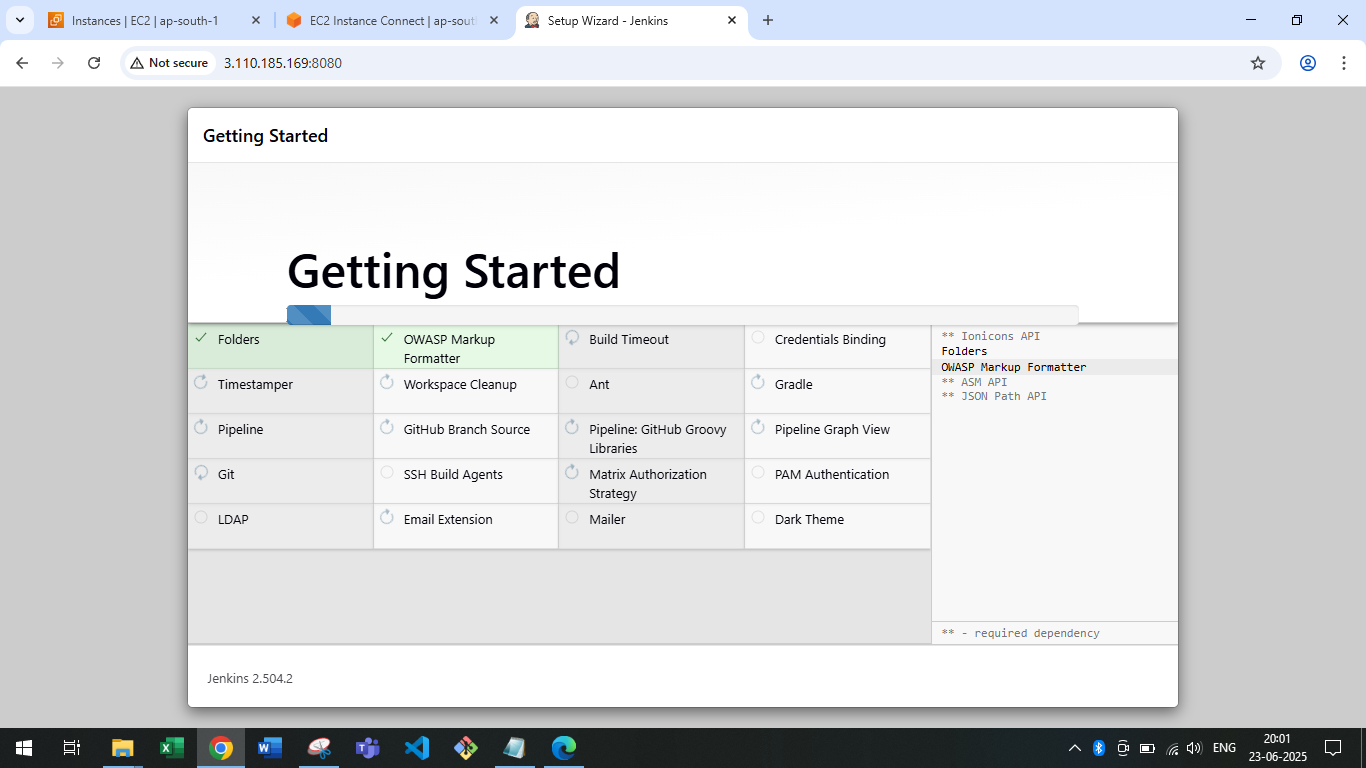 Instances | EC2 | ap-south-1
EC2 Instance Connect | ap-sout
Setup Wizard - Jenkins
Not secure
3.110.185.169:8080
Getting Started
Getting Started
Folders
OWASP Markup
Formatter
Build Timeout
Credentials Binding
Timestamper
Workspace Cleanup
Ant
Gradle
Pipeline
GitHub Branch Source
Pipeline: GitHub Groovy
Libraries
Pipeline Graph View
Git
SSH Build Agents
Matrix Authorization
Strategy
PAM Authentication
LDAP
Email Extension
Mailer
Dark Theme
** Ionicons API
Folders
OWASP Markup Formatter
** ASM API
** JSON Path API
** - required dependency
Jenkins 2.504.2
ENG
20:01
23-06-2025